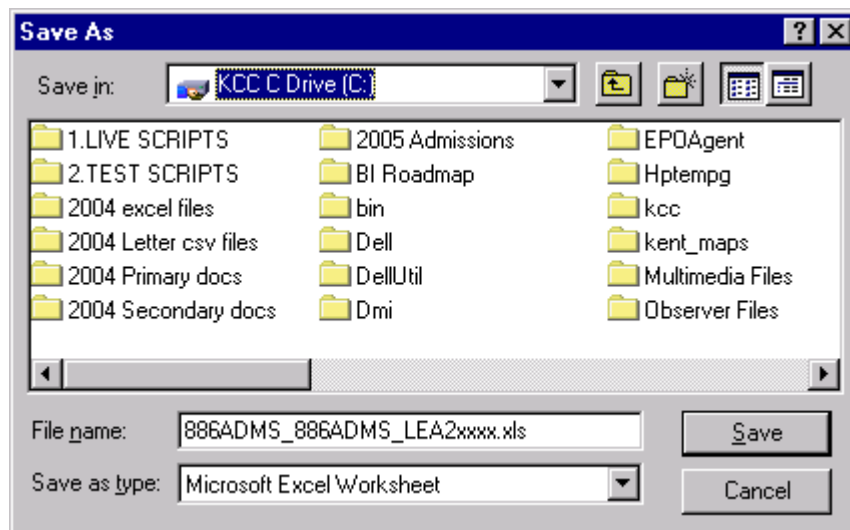 Save As
Save in: KCC C Drive (C:)
1.LIVE SCRIPTS 2005 Admissions EPOAgent
2.TEST SCRIPTS BI Roadmap Hptempg
2004 excel files bin kcc
2004 Letter csv files Dell kent_maps
2004 Primary docs DellUtil Multimedia Files
2004 Secondary docs Dmi Observer Files
File name: 886ADMS_886ADMS_LEA2xxxx.xls Save
Save as type: Microsoft Excel Worksheet Cancel